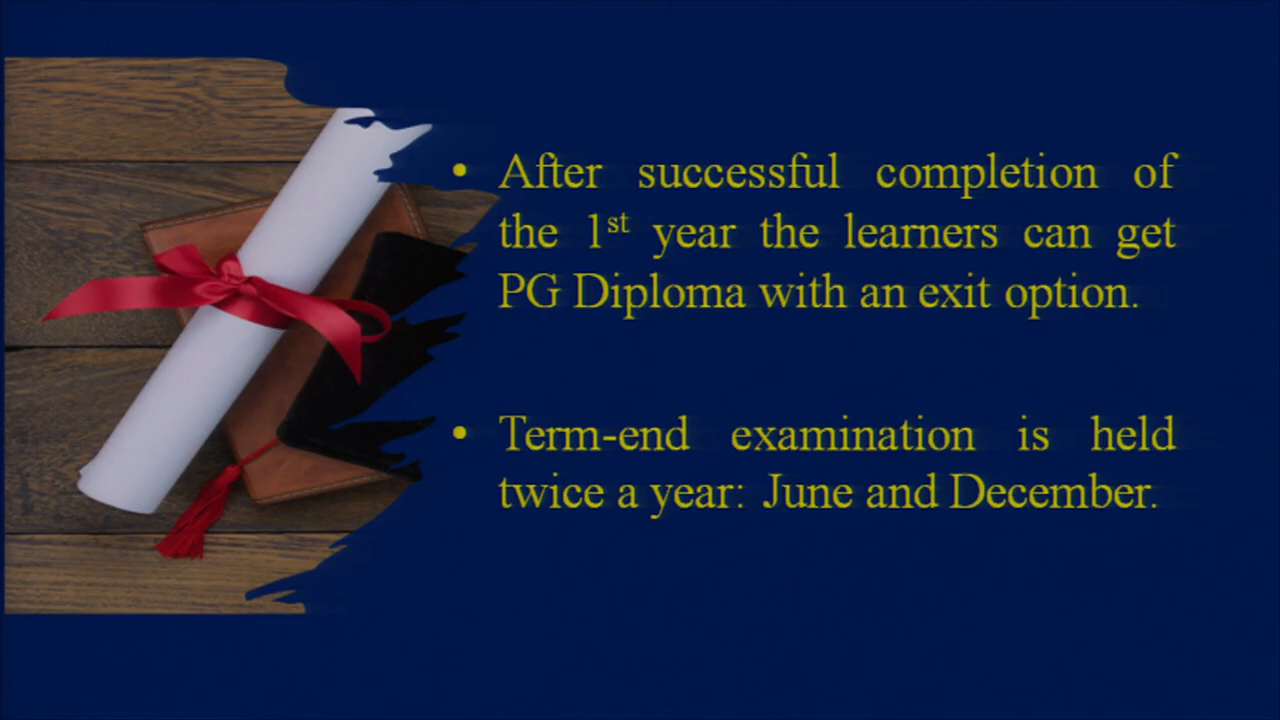 • After successful completion of
the 1st year the learners can get
PG Diploma with an exit option.
• Term-end examination is held
twice a year: June and December.